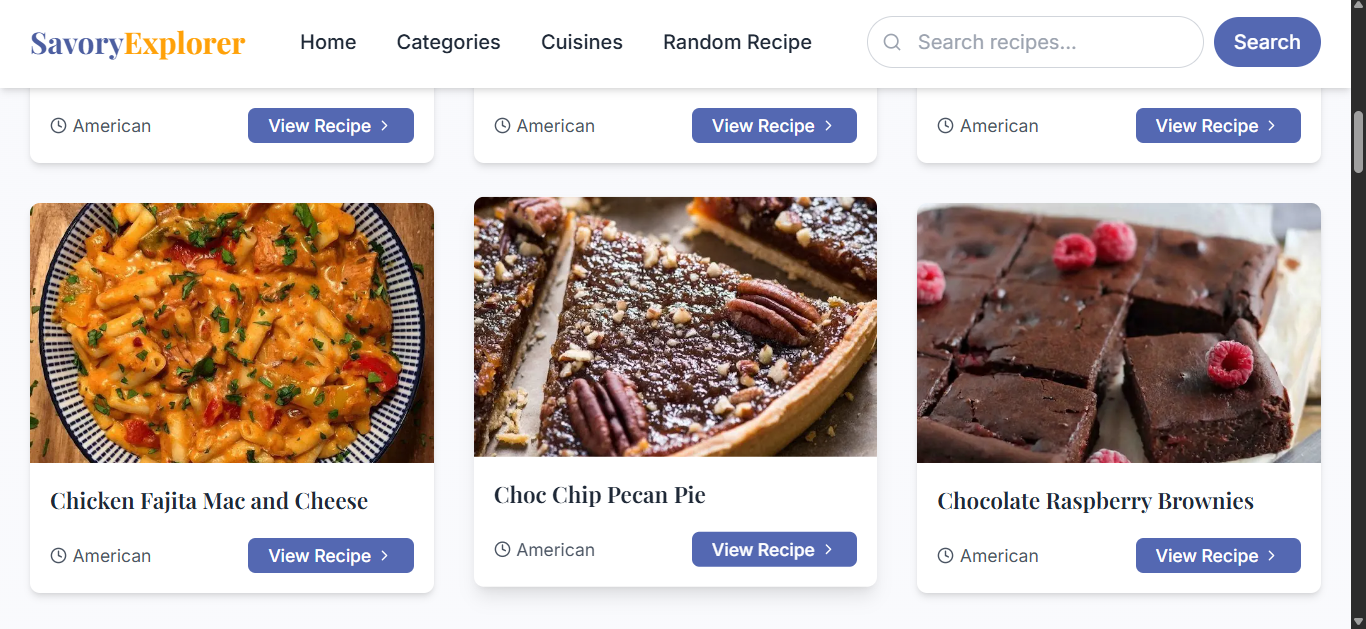 SavoryExplorer Home Categories Cuisines Random Recipe Search recipes... Search
American View Recipe American View Recipe American View Recipe
Chicken Fajita Mac and Cheese
American View Recipe
Choc Chip Pecan Pie
American View Recipe
Chocolate Raspberry Brownies
American View Recipe